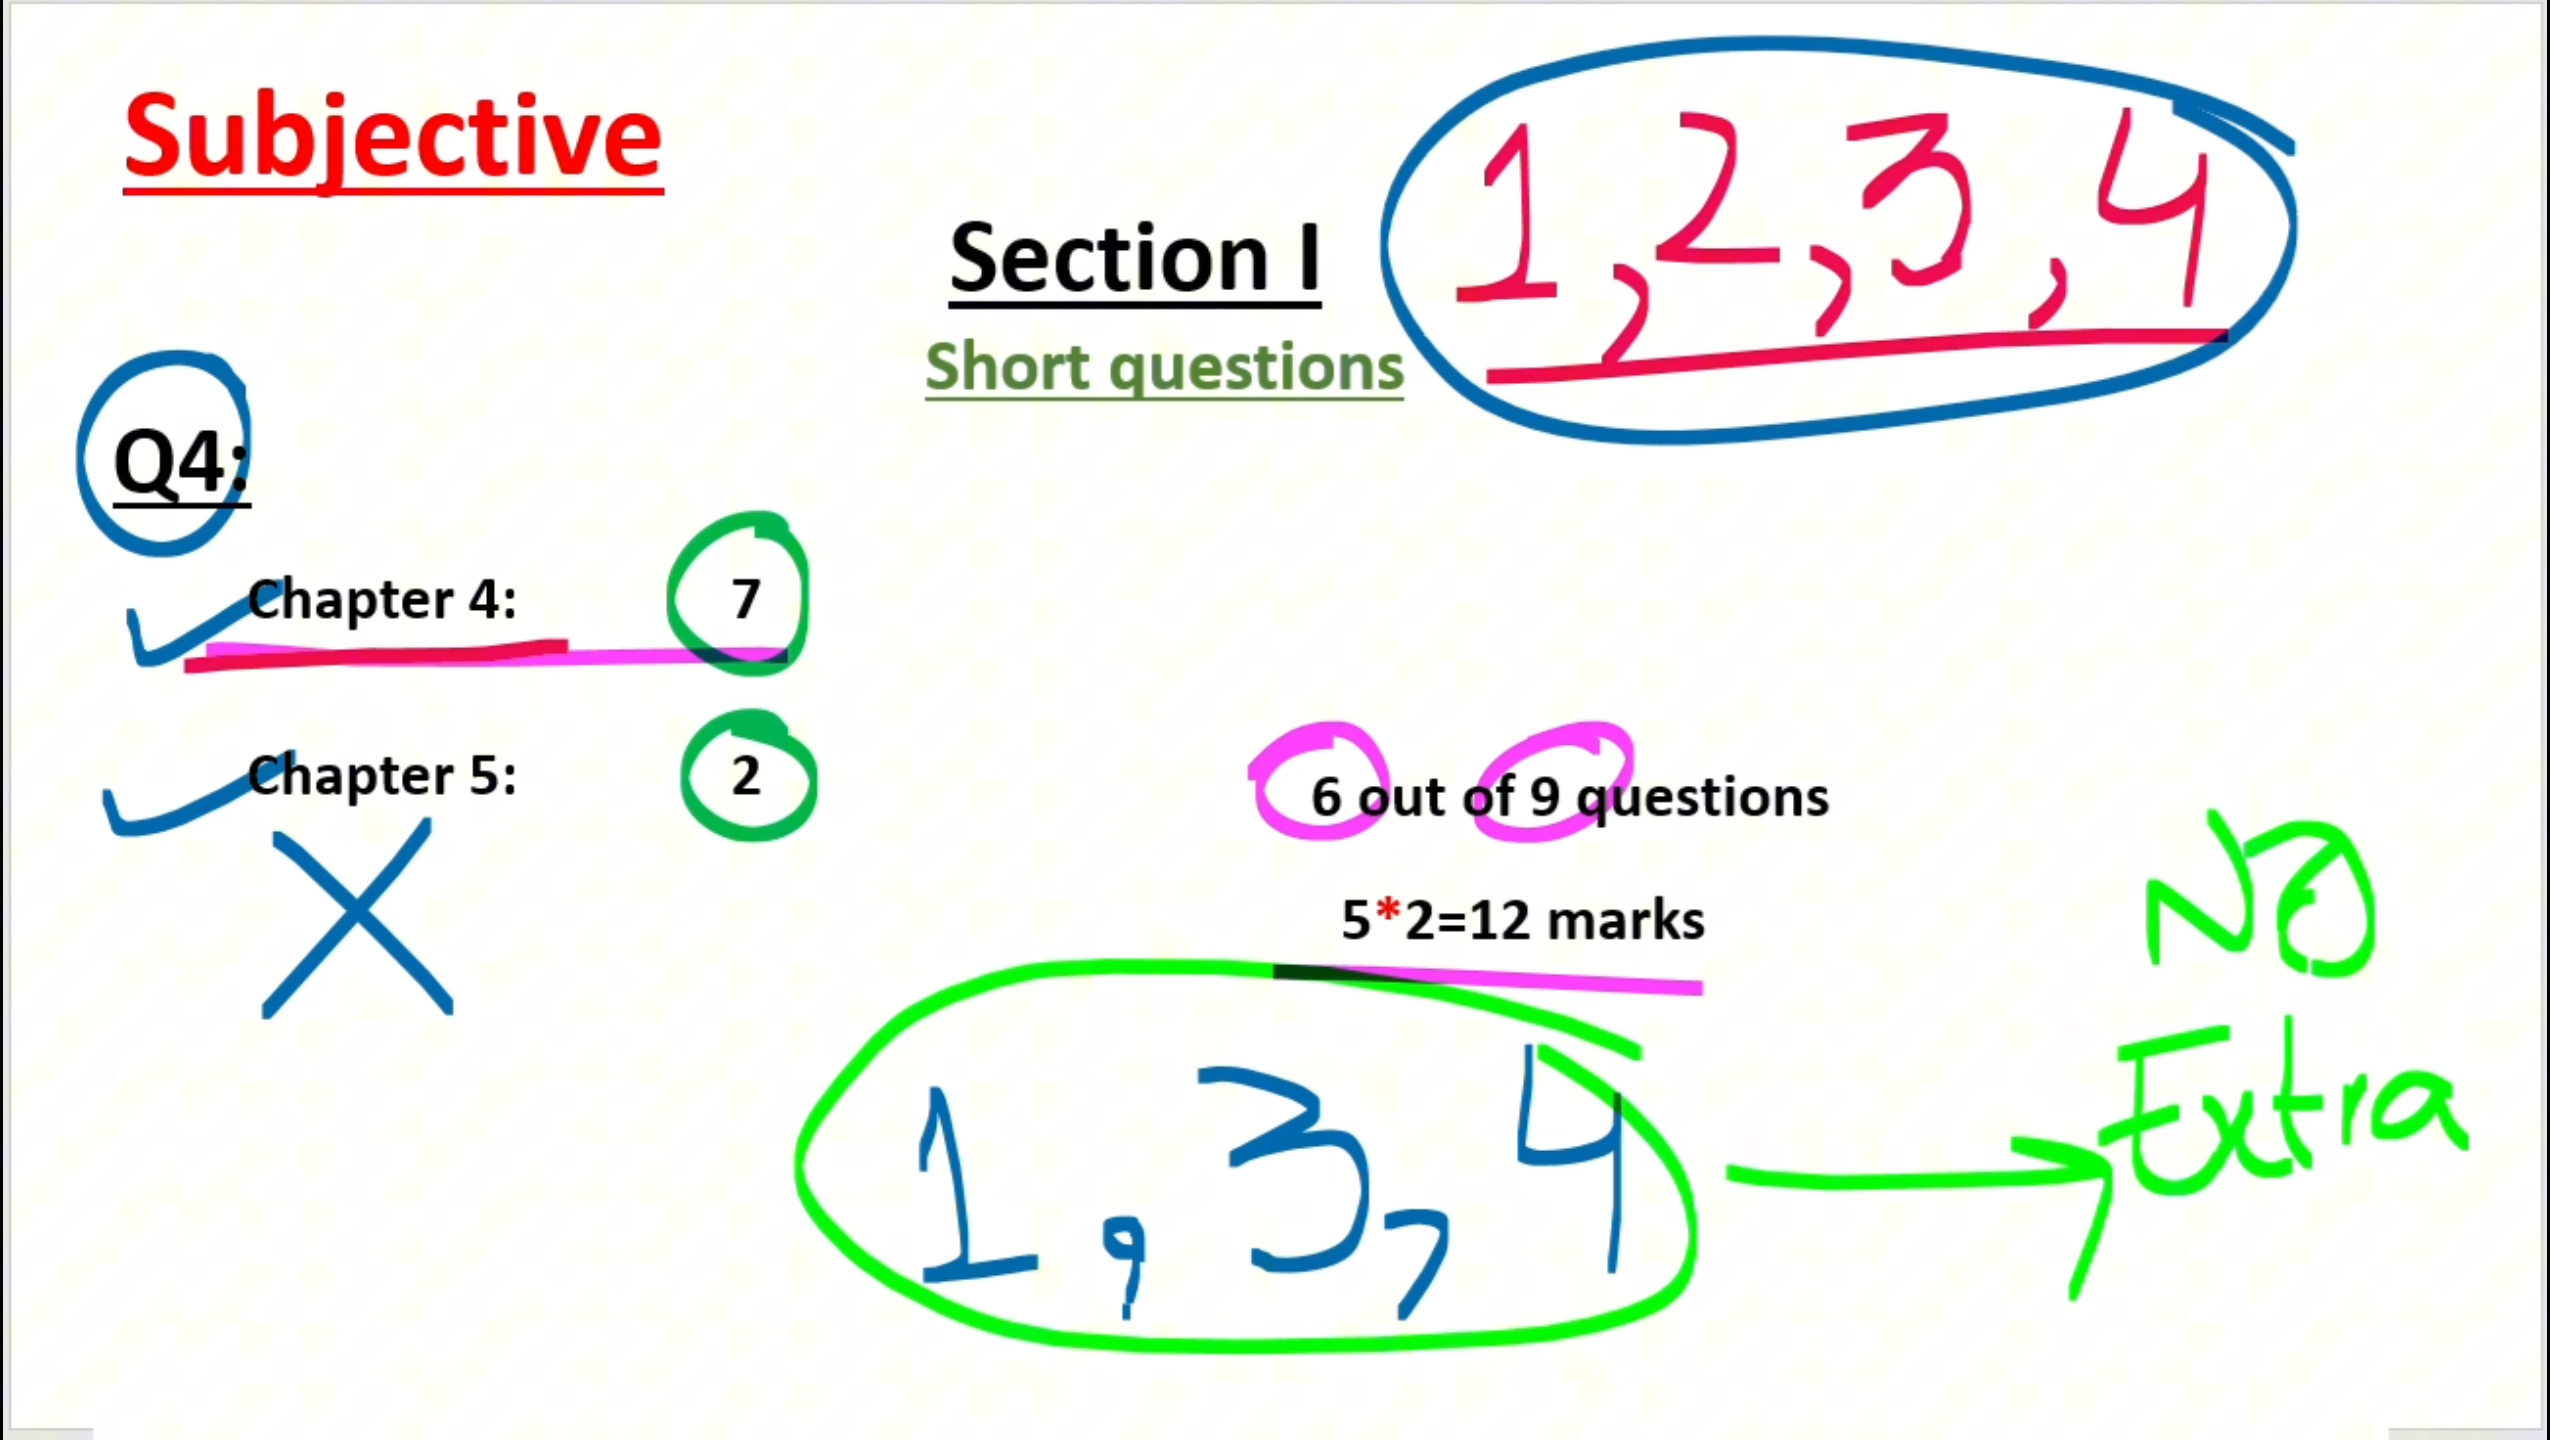 Subjective
1,2,3,4
Section I
Short questions
Q4:
Chapter 4: 7
Chapter 5: 2
6 out of 9 questions
5*2=12 marks
NO
Extra
1,3,4